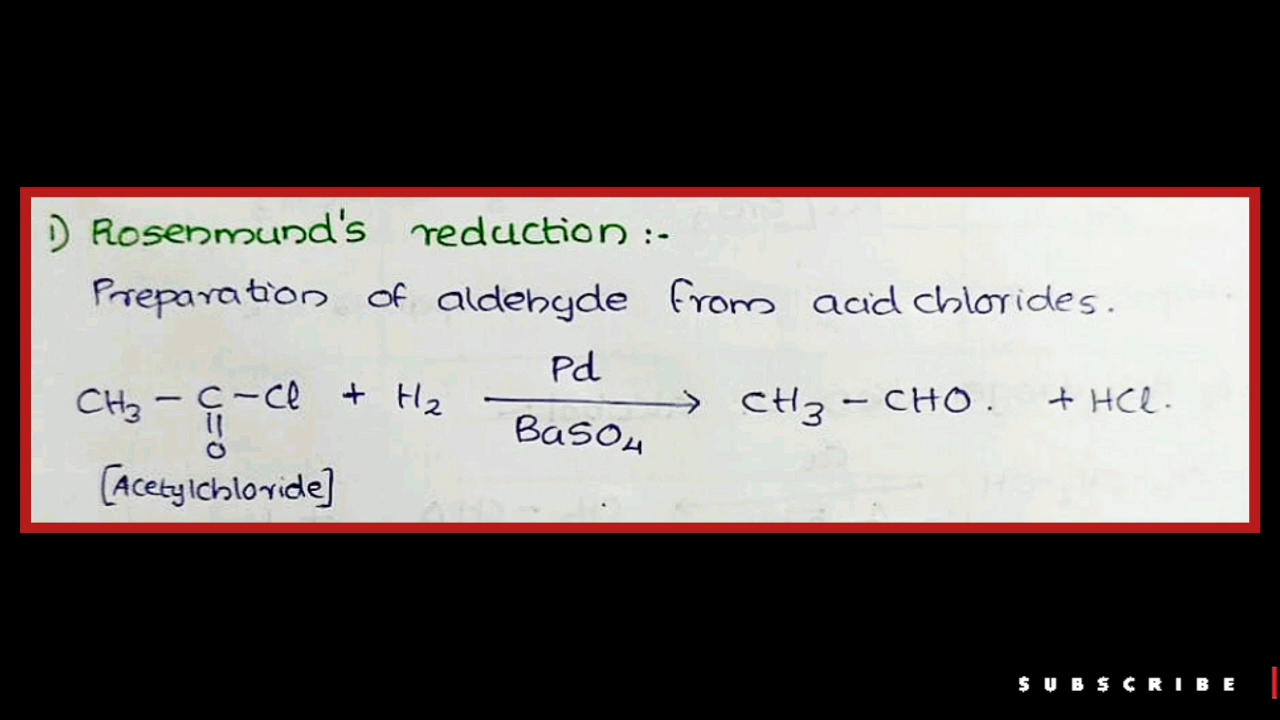 1) Rosenmund's reduction :-
Preparation of aldehyde from acid chlorides.
CH₃ - C - Cl + H₂ Pd → BaSO₄ CH₃ - CHO. + HCl.
||
O
[Acetylchloride]
SUBSCRIBE